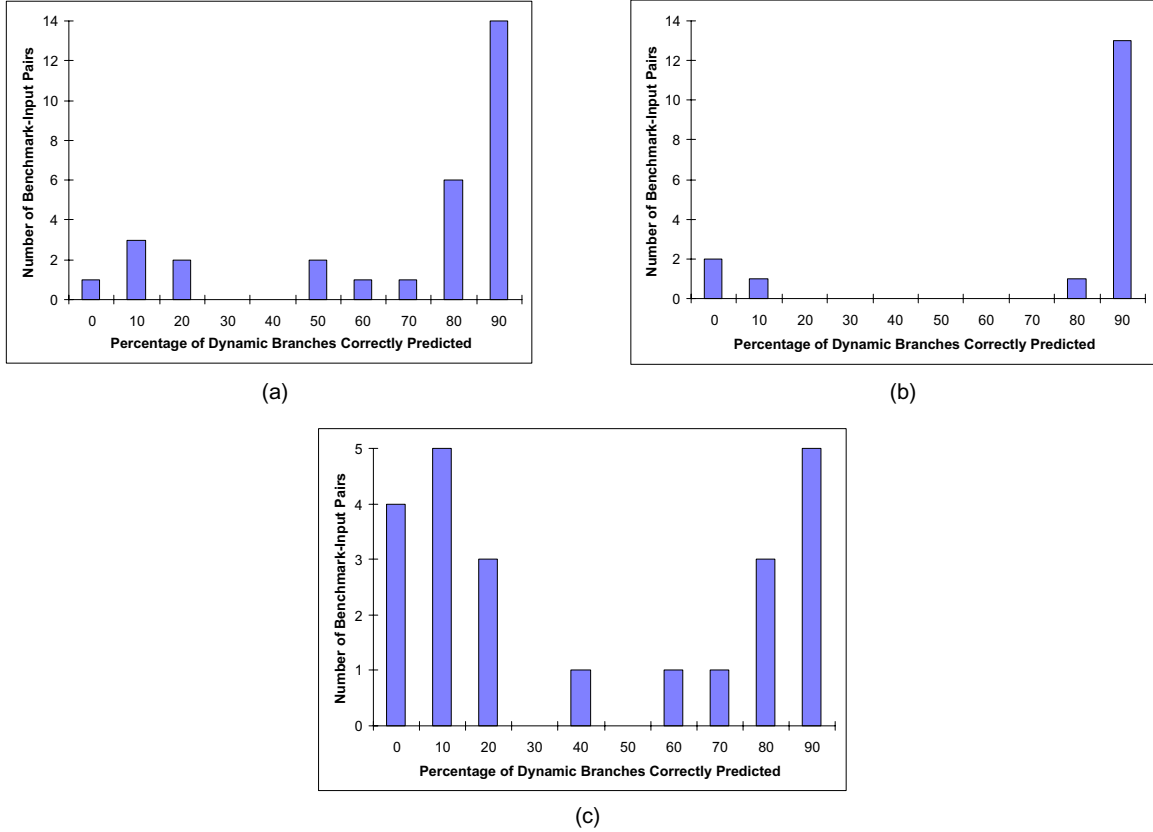 14
12
10
8
6
4
2
0
Number of Benchmark-Input Pairs
0 10 20 30 40 50 60 70 80 90
Percentage of Dynamic Branches Correctly Predicted
(a)
14
12
10
8
6
4
2
0
Number of Benchmark-Input Pairs
0 10 20 30 40 50 60 70 80 90
Percentage of Dynamic Branches Correctly Predicted
(b)
5
4
3
2
1
0
Number of Benchmark-Input Pairs
0 10 20 30 40 50 60 70 80 90
Percentage of Dynamic Branches Correctly Predicted
(c)